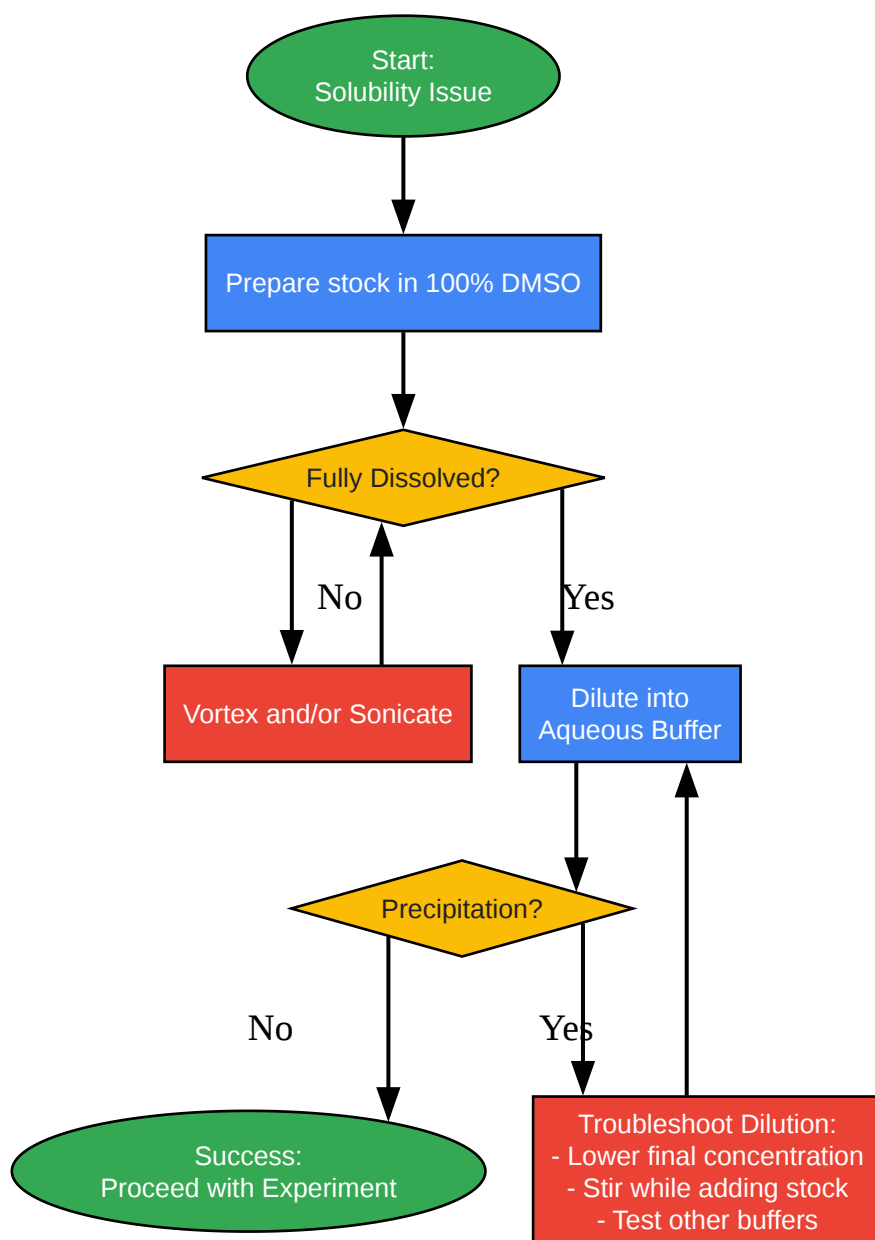 Start:
Solubility Issue
Prepare stock in 100% DMSO
Fully Dissolved?
No
Yes
Vortex and/or Sonicate
Dilute into
Aqueous Buffer
Precipitation?
No
Yes
Success:
Proceed with Experiment
Troubleshoot Dilution:
- Lower final concentration
- Stir while adding stock
- Test other buffers